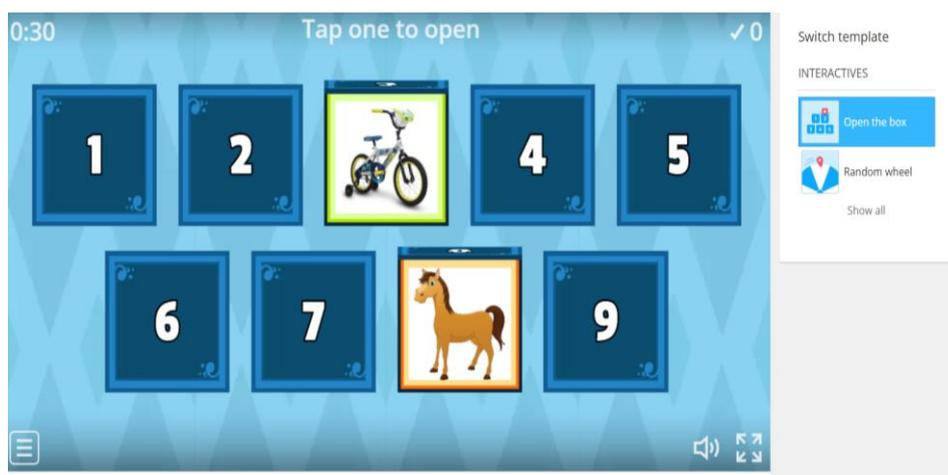 0:30 Tap one to open ✓ 0
1 2 4 5
6 7 9
Switch template
INTERACTIVES
Open the box
Random wheel
Show all